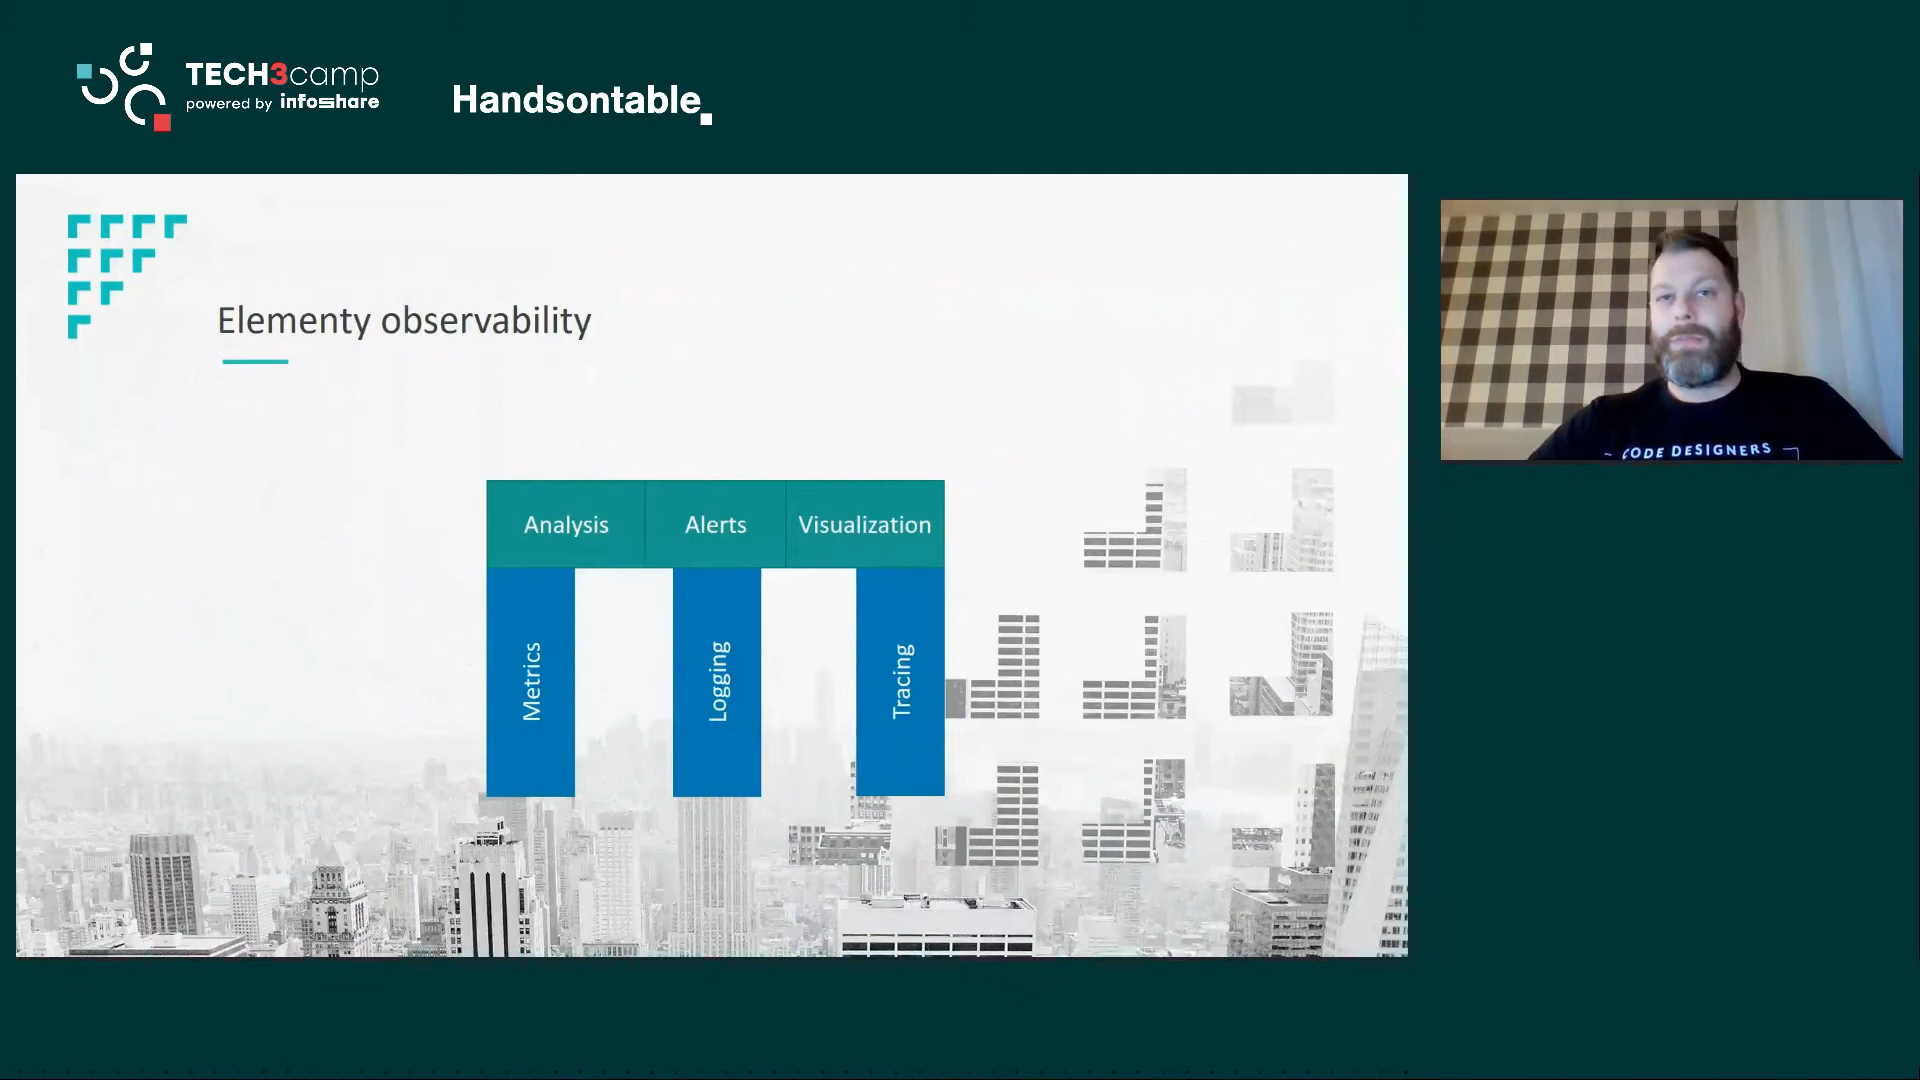 TECH3camp
powered by infoshare
Handsontable
Elementy observability
Analysis Alerts Visualization
Metrics
Logging
Tracing
CODE DESIGNERS